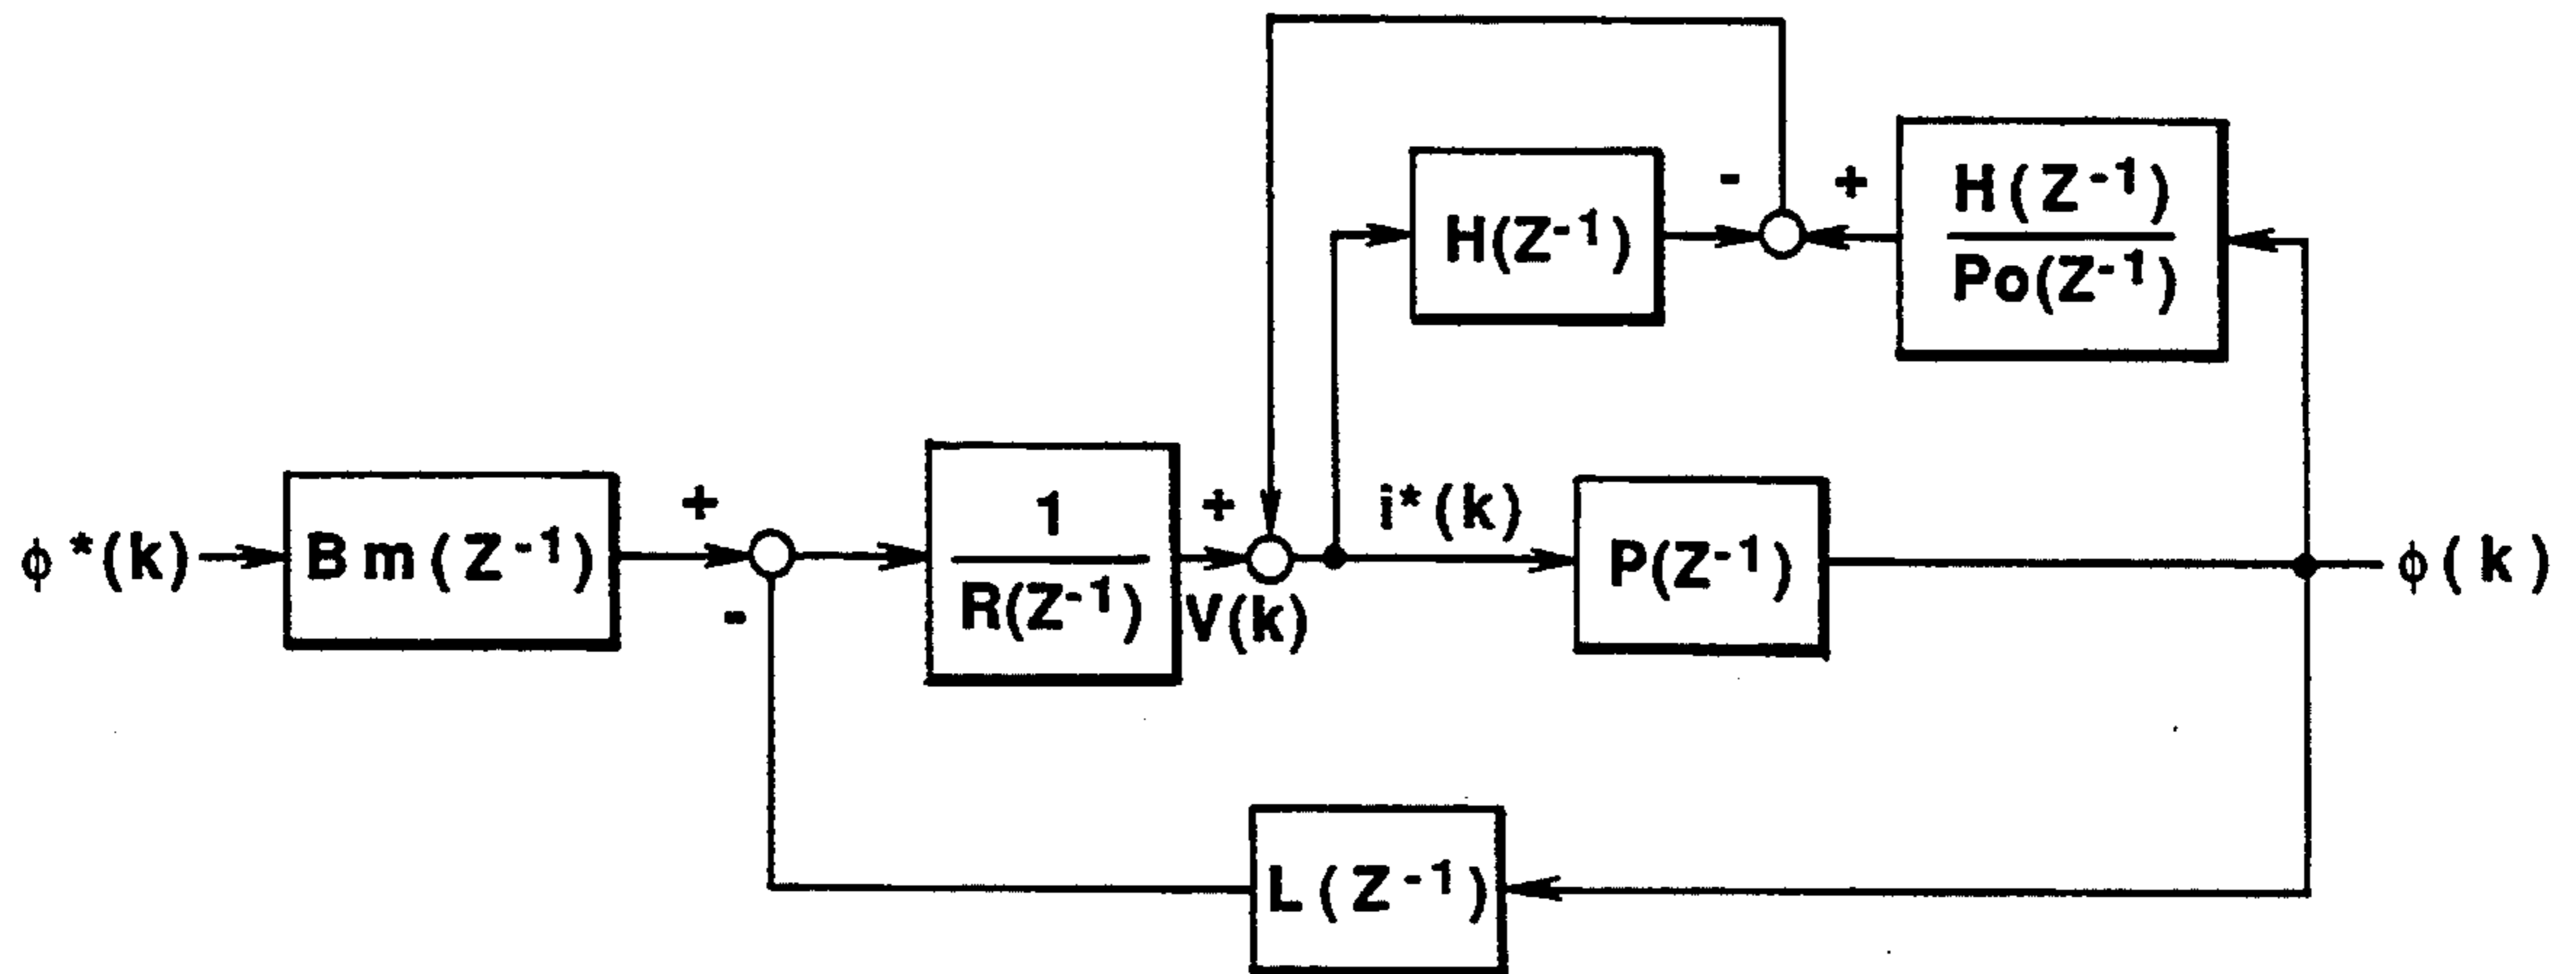 H(Z⁻¹)
-
+
H(Z⁻¹)
Po(Z⁻¹)
ϕ*(k)
Bm(Z⁻¹)
+
-
1
R(Z⁻¹)
+
V(k)
i*(k)
P(Z⁻¹)
ϕ(k)
L(Z⁻¹)